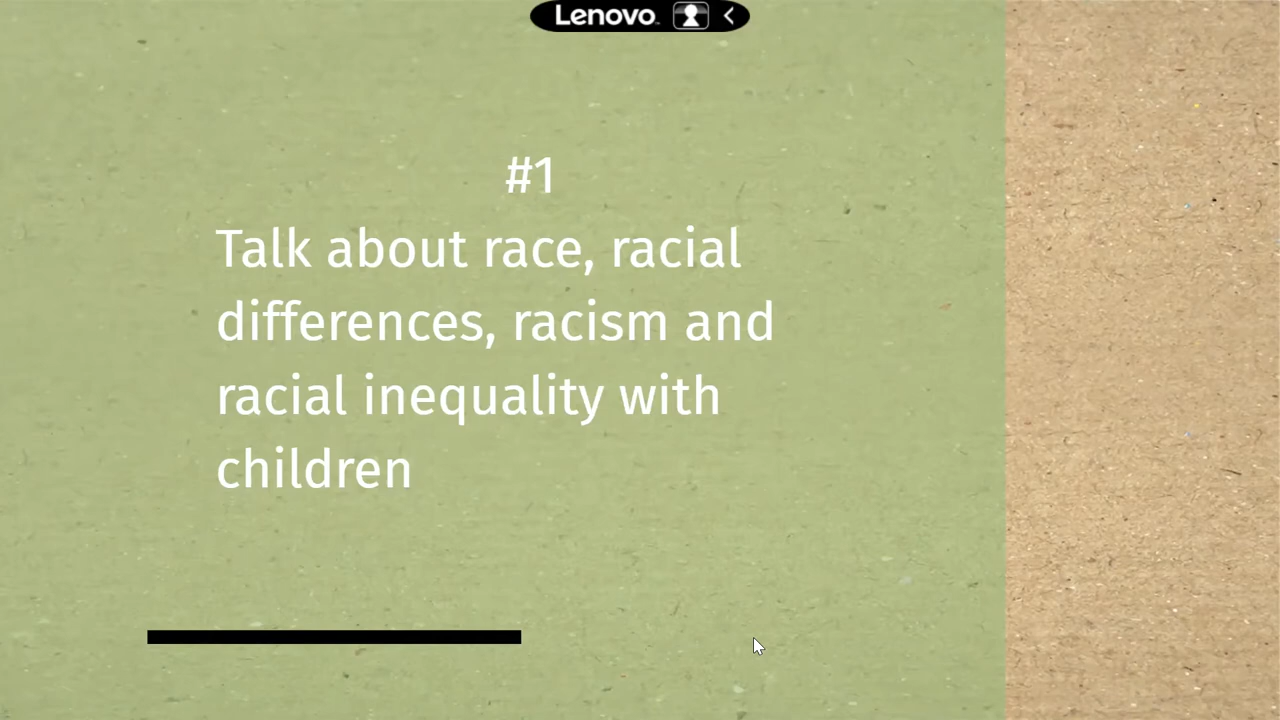 Lenovo
#1
Talk about race, racial
differences, racism and
racial inequality with
children